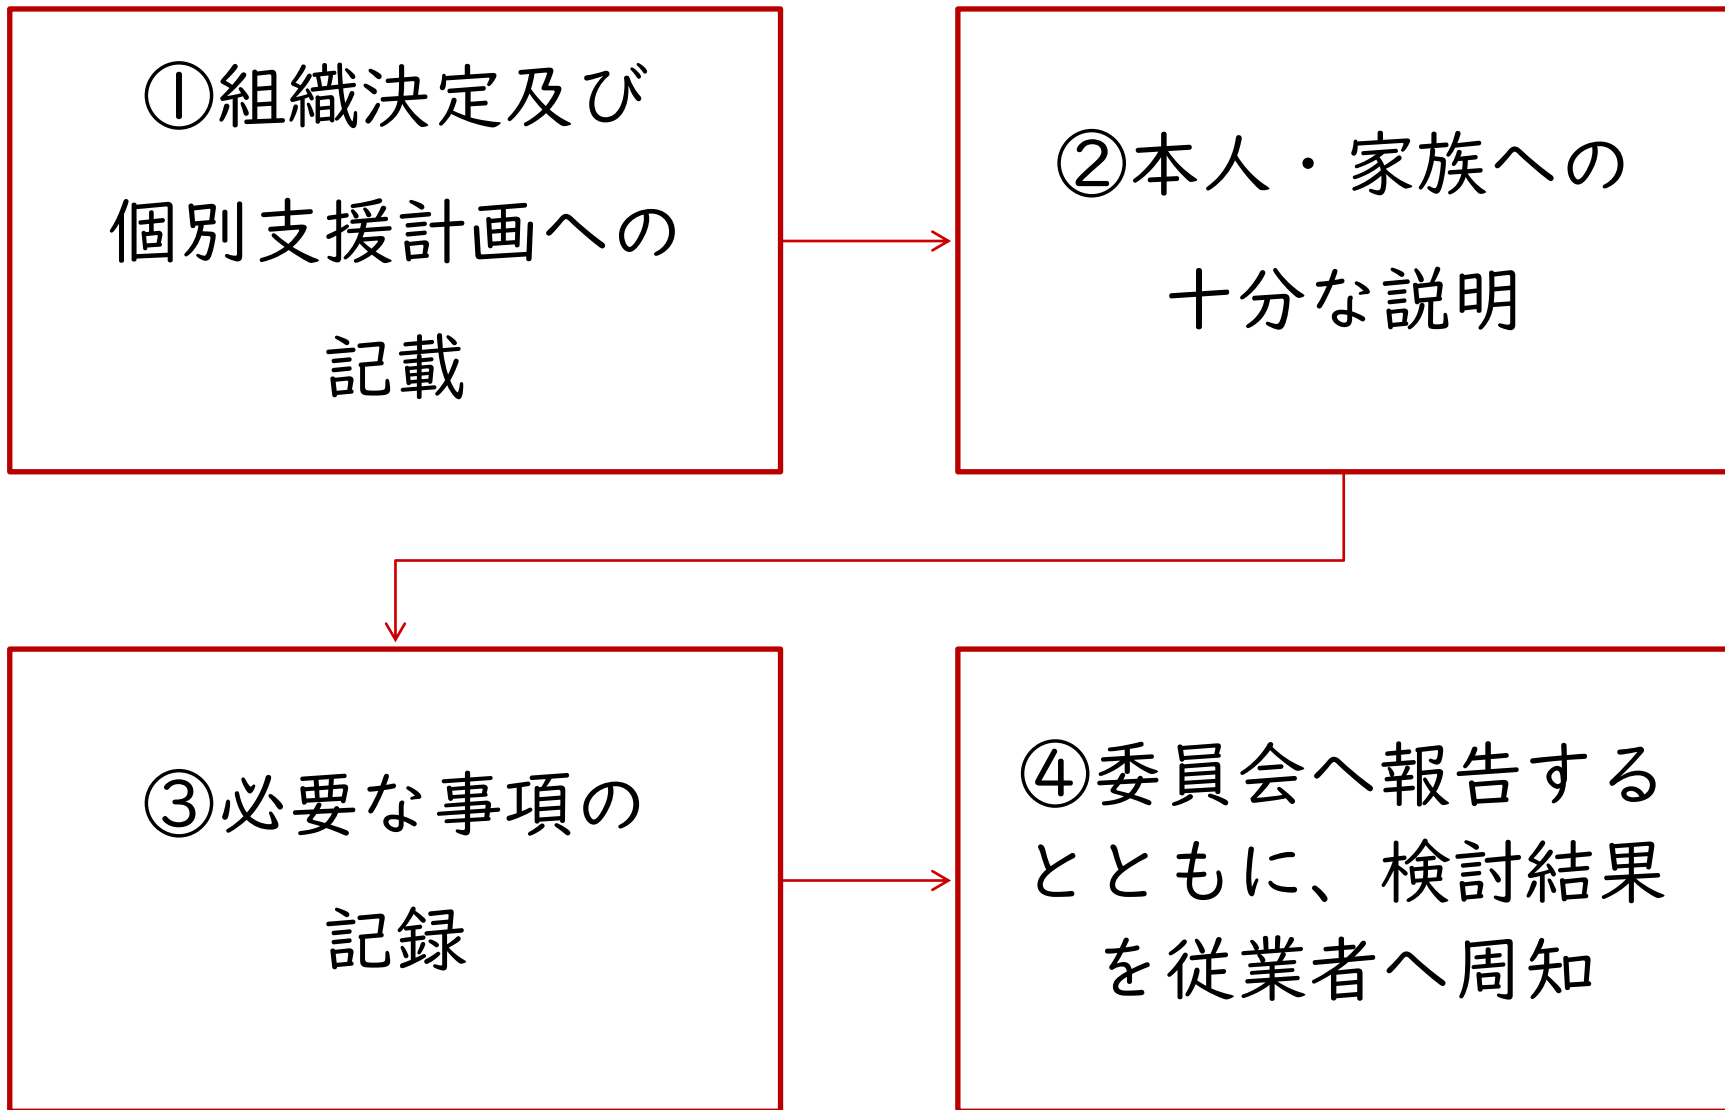 ①組織決定及び
個別支援計画への
記載
②本人・家族への
十分な説明
③必要な事項の
記録
④委員会へ報告する
とともに、検討結果
を従業者へ周知